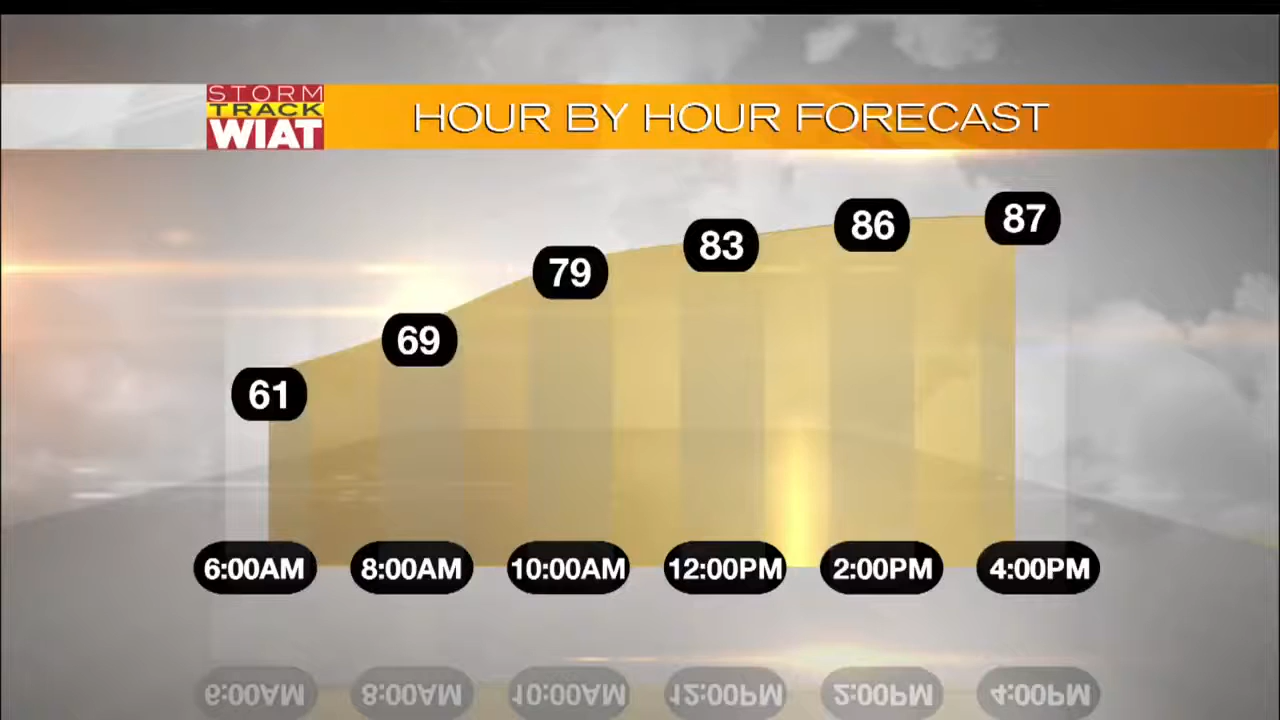 STORM
TRACK
WIAT
HOUR BY HOUR FORECAST
61
69
79
83
86
87
6:00AM
8:00AM
10:00AM
12:00PM
2:00PM
4:00PM